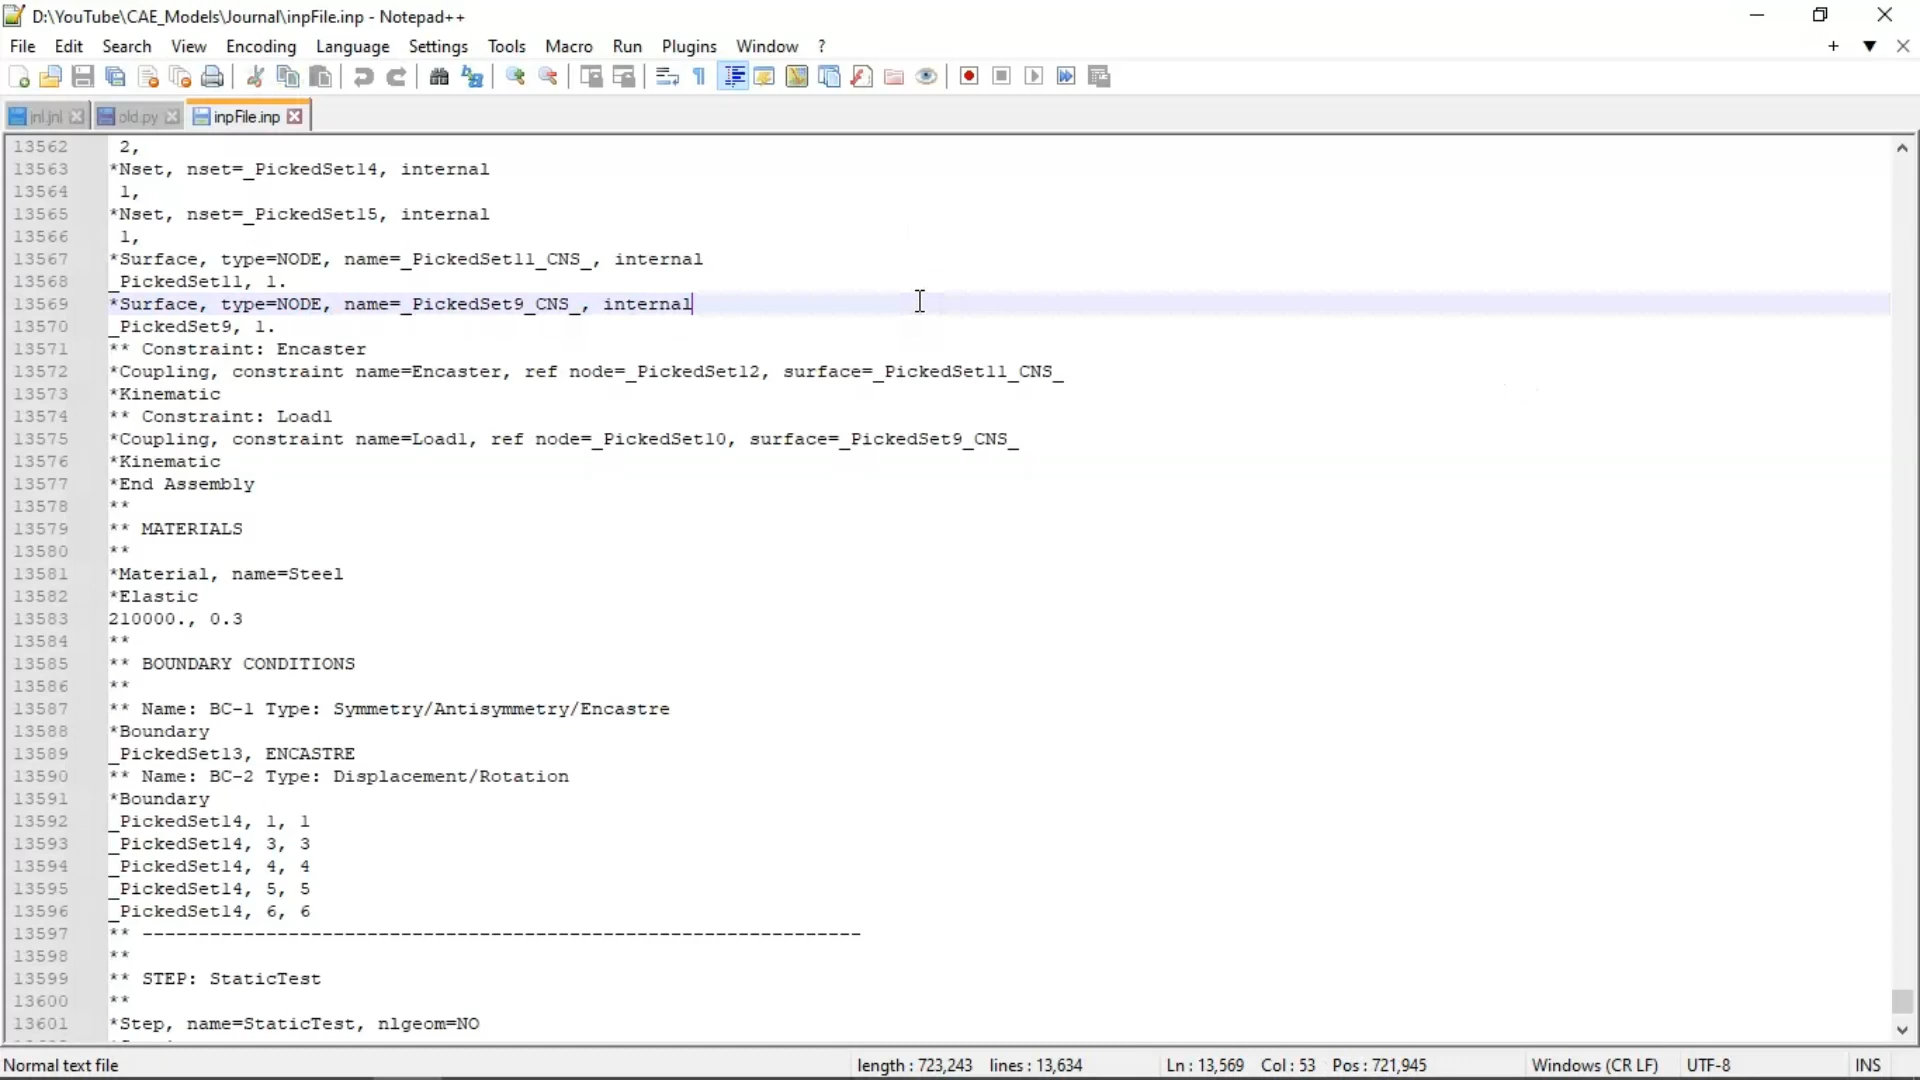 D:\YouTube\CAE_Models\Journal\inpFile.inp - Notepad++
File Edit Search View Encoding Language Settings Tools Macro Run Plugins Window ?
jnl.jnl old.py inpFile.inp
13562 2,
13563 *Nset, nset=_PickedSet14, internal
13564 1,
13565 *Nset, nset=_PickedSet15, internal
13566 1,
13567 *Surface, type=NODE, name=_PickedSet11_CNS_, internal
13568 _PickedSet11, 1.
13569 *Surface, type=NODE, name=_PickedSet9_CNS_, internal
13570 _PickedSet9, 1.
13571 ** Constraint: Encaster
13572 *Coupling, constraint name=Encaster, ref node=_PickedSet12, surface=_PickedSet11_CNS_
13573 *Kinematic
13574 ** Constraint: Load1
13575 *Coupling, constraint name=Load1, ref node=_PickedSet10, surface=_PickedSet9_CNS_
13576 *Kinematic
13577 *End Assembly
13578 **
13579 ** MATERIALS
13580 **
13581 *Material, name=Steel
13582 *Elastic
13583 210000., 0.3
13584 **
13585 ** BOUNDARY CONDITIONS
13586 **
13587 ** Name: BC-1 Type: Symmetry/Antisymmetry/Encastre
13588 *Boundary
13589 _PickedSet13, ENCASTRE
13590 ** Name: BC-2 Type: Displacement/Rotation
13591 *Boundary
13592 _PickedSet14, 1, 1
13593 _PickedSet14, 3, 3
13594 _PickedSet14, 4, 4
13595 _PickedSet14, 5, 5
13596 _PickedSet14, 6, 6
13597 ** ----------------------------------------------------------------
13598 **
13599 ** STEP: StaticTest
13600 **
13601 *Step, name=StaticTest, nlgeom=NO
Normal text file length : 723,243 lines : 13,634 Ln : 13,569 Col : 53 Pos : 721,945 Windows (CR LF) UTF-8 INS